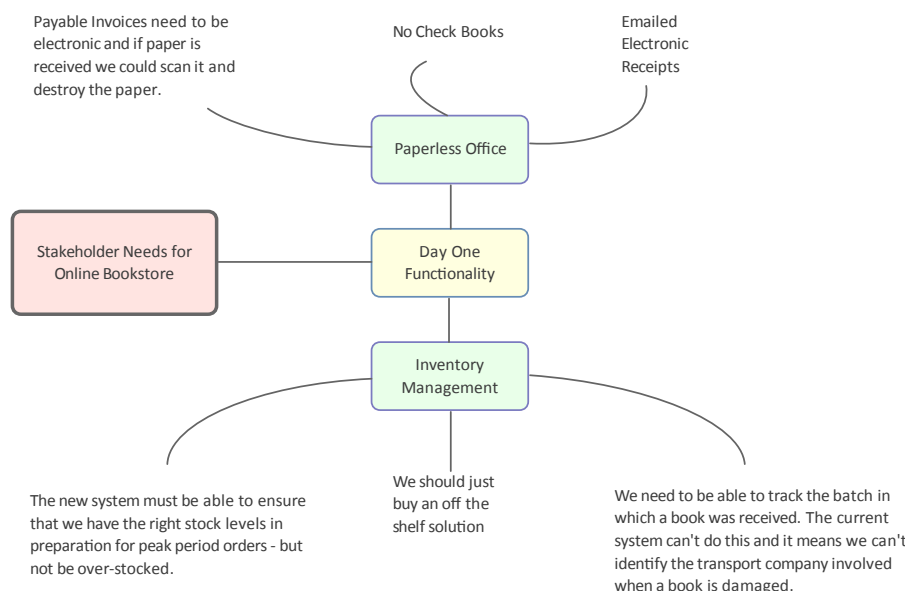 Payable Invoices need to be
electronic and if paper is
received we could scan it and
destroy the paper.
No Check Books
Emailed
Electronic
Receipts
Paperless Office
Stakeholder Needs for
Online Bookstore
Day One
Functionality
Inventory
Management
The new system must be able to ensure
that we have the right stock levels in
preparation for peak period orders - but
not be over-stocked.
We should just
buy an off the
shelf solution
We need to be able to track the batch in
which a book was received. The current
system can't do this and it means we can't
identify the transport company involved
when a book is damaged.